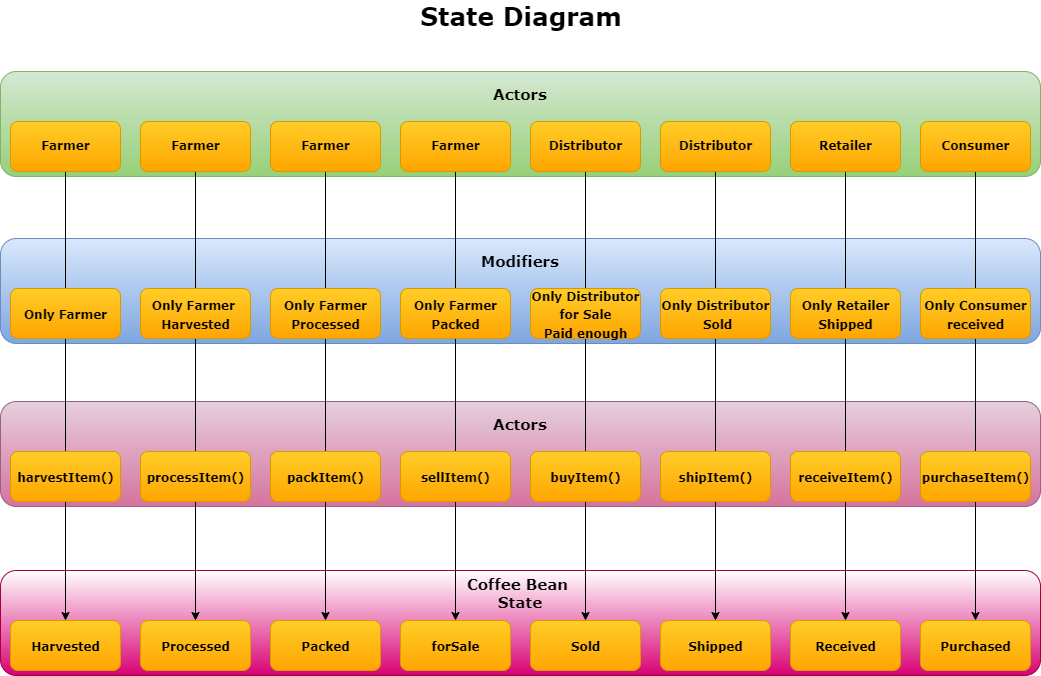 State Diagram
Actors
Farmer
Farmer
Farmer
Farmer
Distributor
Distributor
Retailer
Consumer
Modifiers
Only Farmer
Only Farmer
Harvested
Only Farmer
Processed
Only Farmer
Packed
Only Distributor
for Sale
Paid enough
Only Distributor
Sold
Only Retailer
Shipped
Only Consumer
received
Actors
harvestItem()
processItem()
packItem()
sellItem()
buyItem()
shipItem()
receiveItem()
purchaseItem()
Coffee Bean
State
Harvested
Processed
Packed
forSale
Sold
Shipped
Received
Purchased